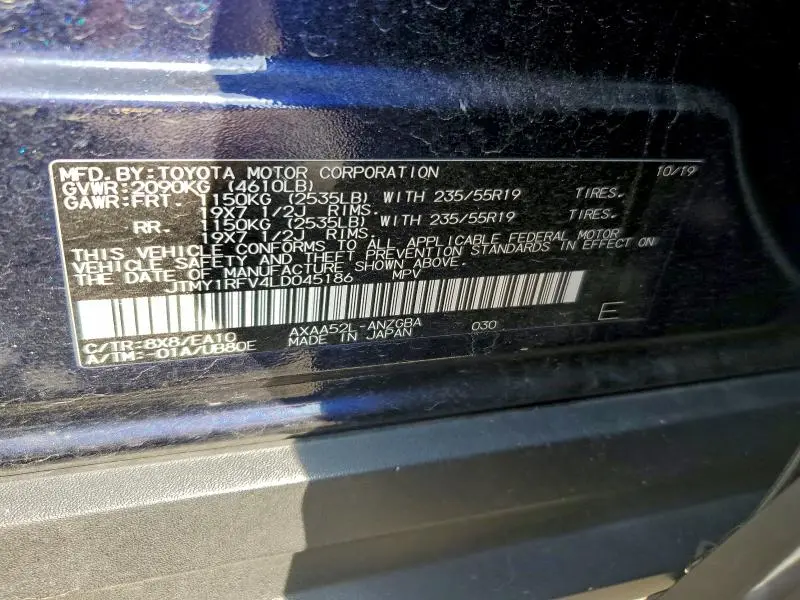 MFD. BY: TOYOTA MOTOR CORPORATION 10/19
GVWR: 2090KG (4610LB)
GAWR: FRT. 1150KG (2535LB) WITH 235/55R19 TIRES.
19X7 1/2J RIMS.
RR. 1150KG (2535LB) WITH 235/55R19 TIRES.
19X7 1/2J RIMS.
THIS VEHICLE CONFORMS TO ALL APPLICABLE FEDERAL MOTOR
VEHICLE SAFETY AND THEFT PREVENTION STANDARDS IN EFFECT ON
THE DATE OF MANUFACTURE SHOWN ABOVE.
JTMY1RFV4LD045186 MPV
C/TR: 8X8/EA10 AXAA52L-ANZGBA 030 E
A/TM: -01A/UB80E MADE IN JAPAN